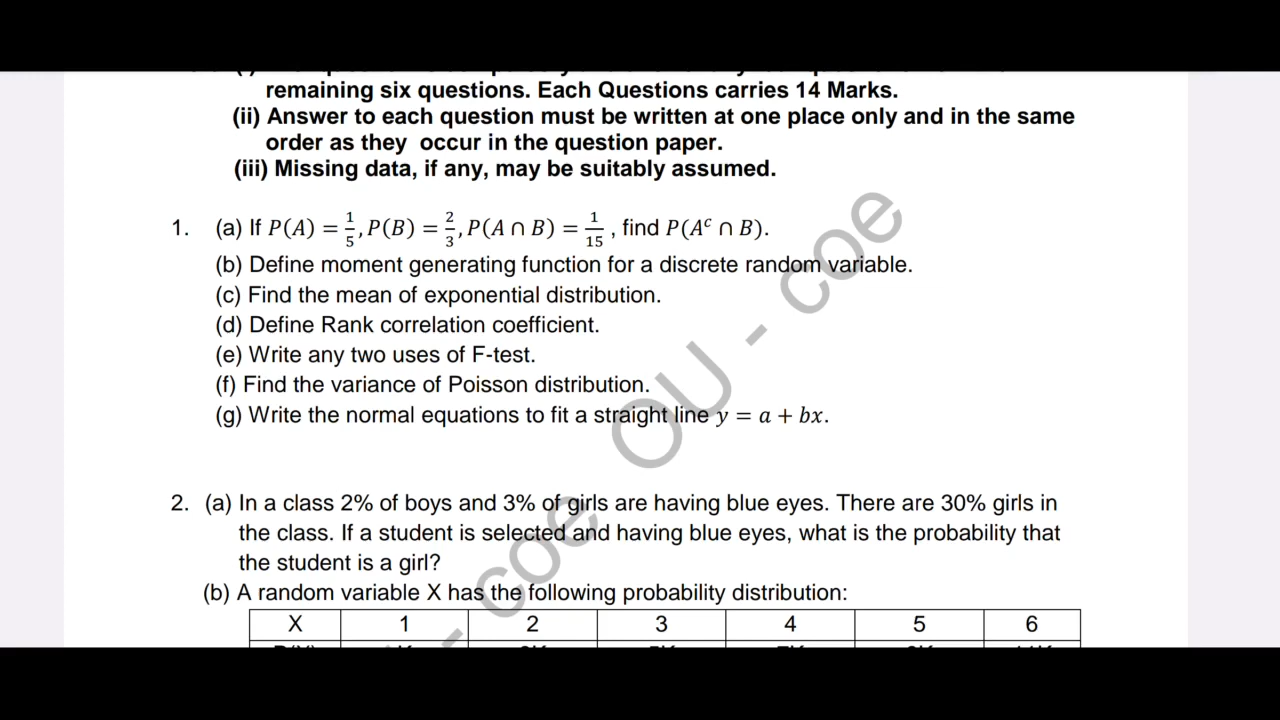 remaining six questions. Each Questions carries 14 Marks.
(ii) Answer to each question must be written at one place only and in the same
order as they occur in the question paper.
(iii) Missing data, if any, may be suitably assumed.
1. (a) If P(A) = 1/5, P(B) = 2/3, P(A ∩ B) = 1/15 , find P(Aᶜ ∩ B).
(b) Define moment generating function for a discrete random variable.
(c) Find the mean of exponential distribution.
(d) Define Rank correlation coefficient.
(e) Write any two uses of F-test.
(f) Find the variance of Poisson distribution.
(g) Write the normal equations to fit a straight line y = a + bx.
2. (a) In a class 2% of boys and 3% of girls are having blue eyes. There are 30% girls in
the class. If a student is selected and having blue eyes, what is the probability that
the student is a girl?
(b) A random variable X has the following probability distribution:
X 1 2 3 4 5 6
- coe OU - coe